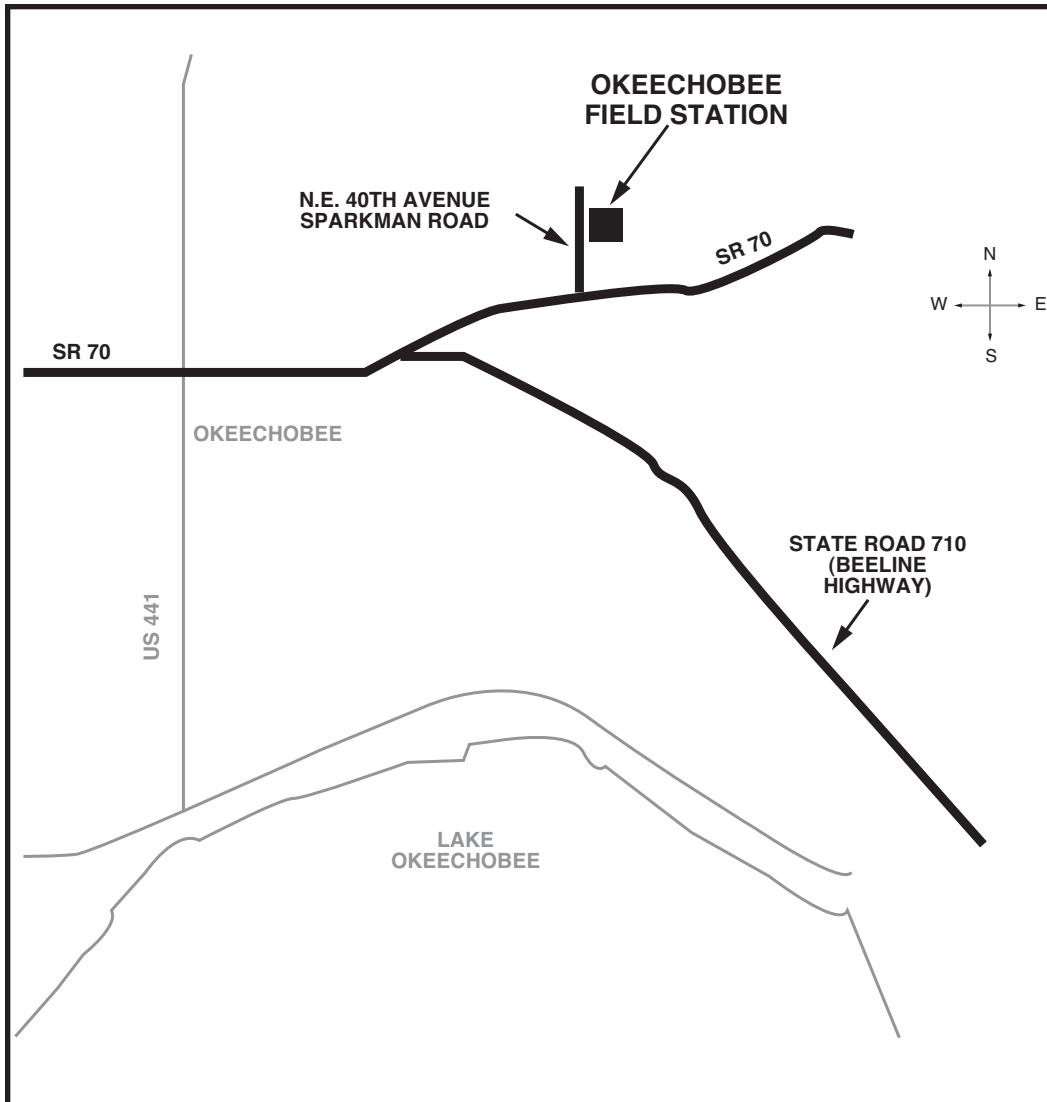 OKEECHOBEE
FIELD STATION
N.E. 40TH AVENUE
SPARKMAN ROAD
SR 70
N
W
E
S
SR 70
OKEECHOBEE
STATE ROAD 710
(BEELINE
HIGHWAY)
US 441
LAKE
OKEECHOBEE